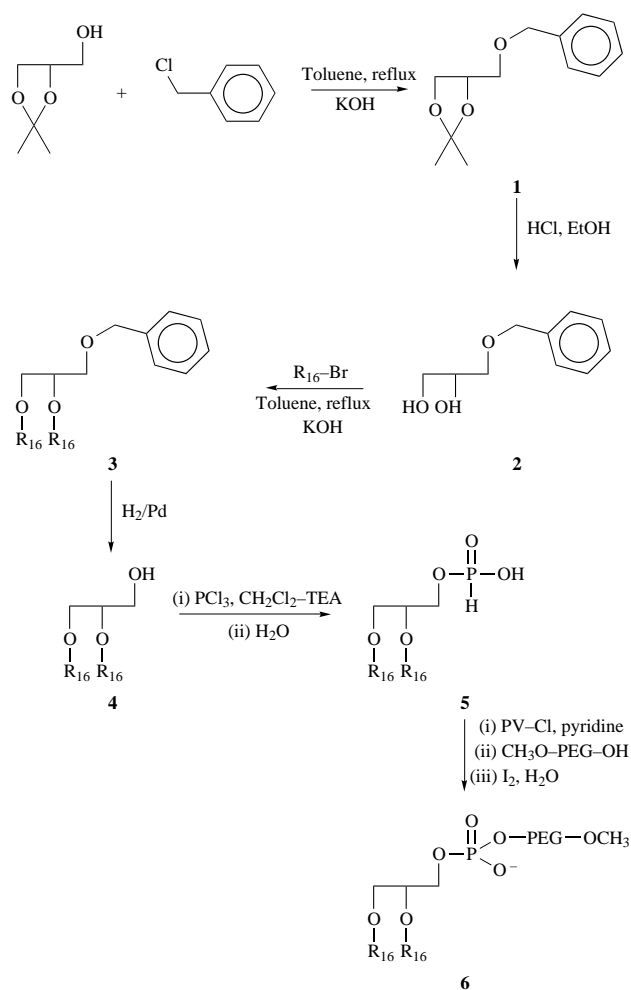 OH
Cl
O O
+
Toluene, reflux
KOH
O
O O
1
HCl, EtOH
O
HO OH
2
R16–Br
Toluene, reflux
KOH
O
O O
R16 R16
3
H2/Pd
OH
O O
R16 R16
4
(i) PCl3, CH2Cl2–TEA
(ii) H2O
O
O–P–OH
H
O O
R16 R16
5
(i) PV–Cl, pyridine
(ii) CH3O–PEG–OH
(iii) I2, H2O
O
O–PEG–OCH3
O–P
O−
O O
R16 R16
6